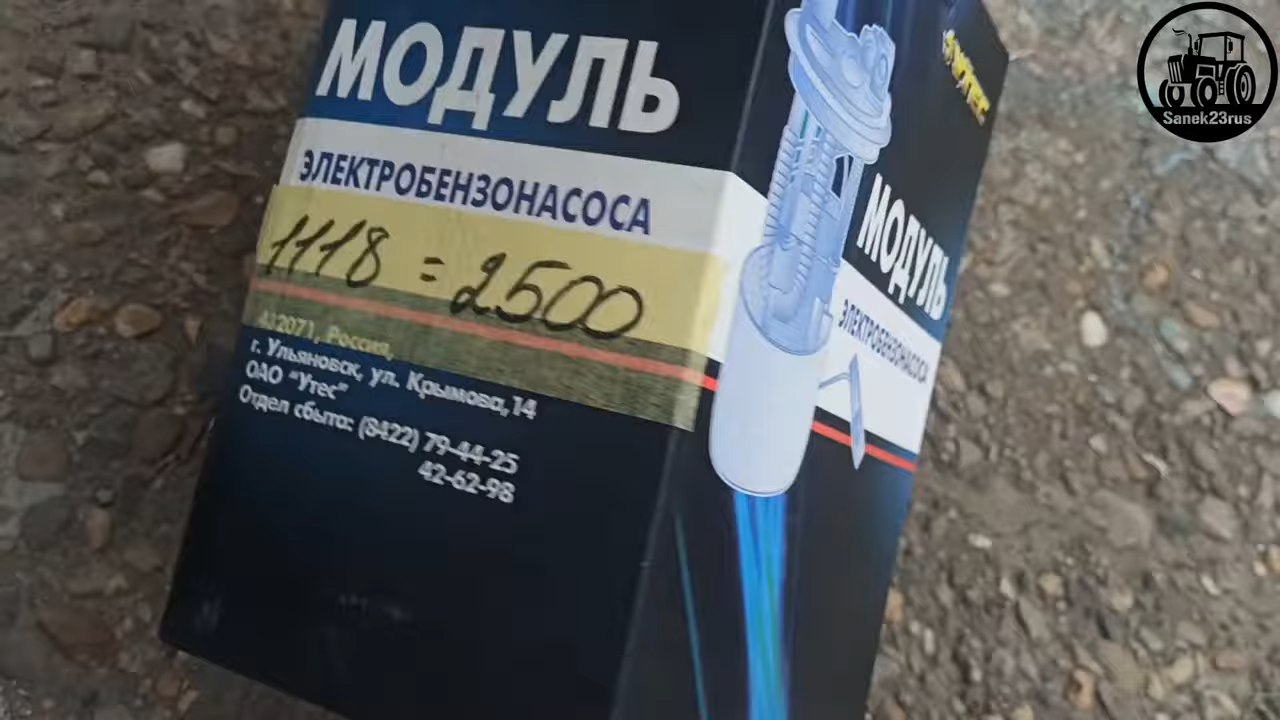 МОДУЛЬ
ЭЛЕКТРОБЕНЗОНАСОСА
1118 = 2500
432071, Россия,
г. Ульяновск, ул. Крымова, 14
ОАО "Утес"
Отдел сбыта: (8422) 79-44-25
42-62-98
МОДУЛЬ
ЭЛЕКТРОБЕНЗОНАСОСА
Sanek23rus